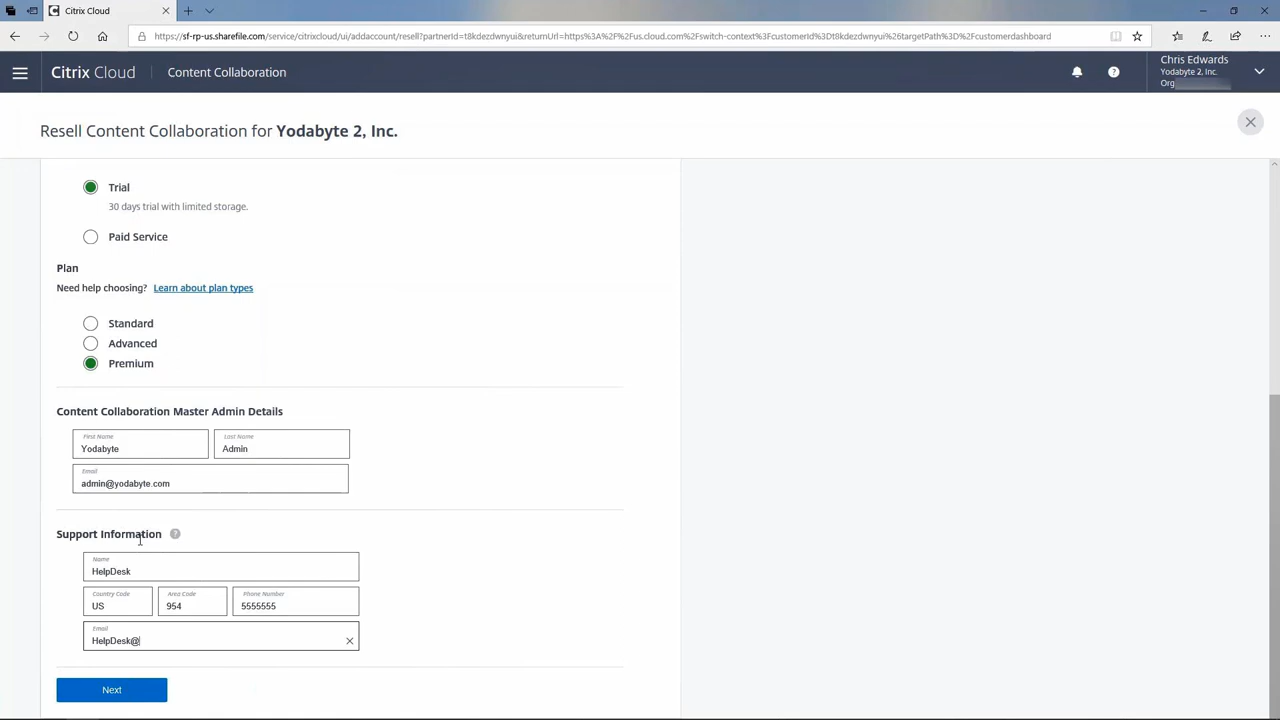 Citrix Cloud
https://sf-rp-us.sharefile.com/service/citrixcloud/ui/addaccount/resell?partnerId=t8kdezdwnyui&returnUrl=https%3A%2F%2Fus.cloud.com%2Fswitch-context%3FcustomerId%3Dt8kdezdwnyui%26targetPath%3D%2Fcustomerdashboard
Citrix Cloud Content Collaboration
Chris Edwards
Yodabyte 2, Inc.
Org
Resell Content Collaboration for Yodabyte 2, Inc.
Trial
30 days trial with limited storage.
Paid Service
Plan
Need help choosing? Learn about plan types
Standard
Advanced
Premium
Content Collaboration Master Admin Details
First Name Last Name
Yodabyte Admin
Email
admin@yodabyte.com
Support Information ?
Name
HelpDesk
Country Code Area Code Phone Number
US 954 5555555
Email
HelpDesk@
Next